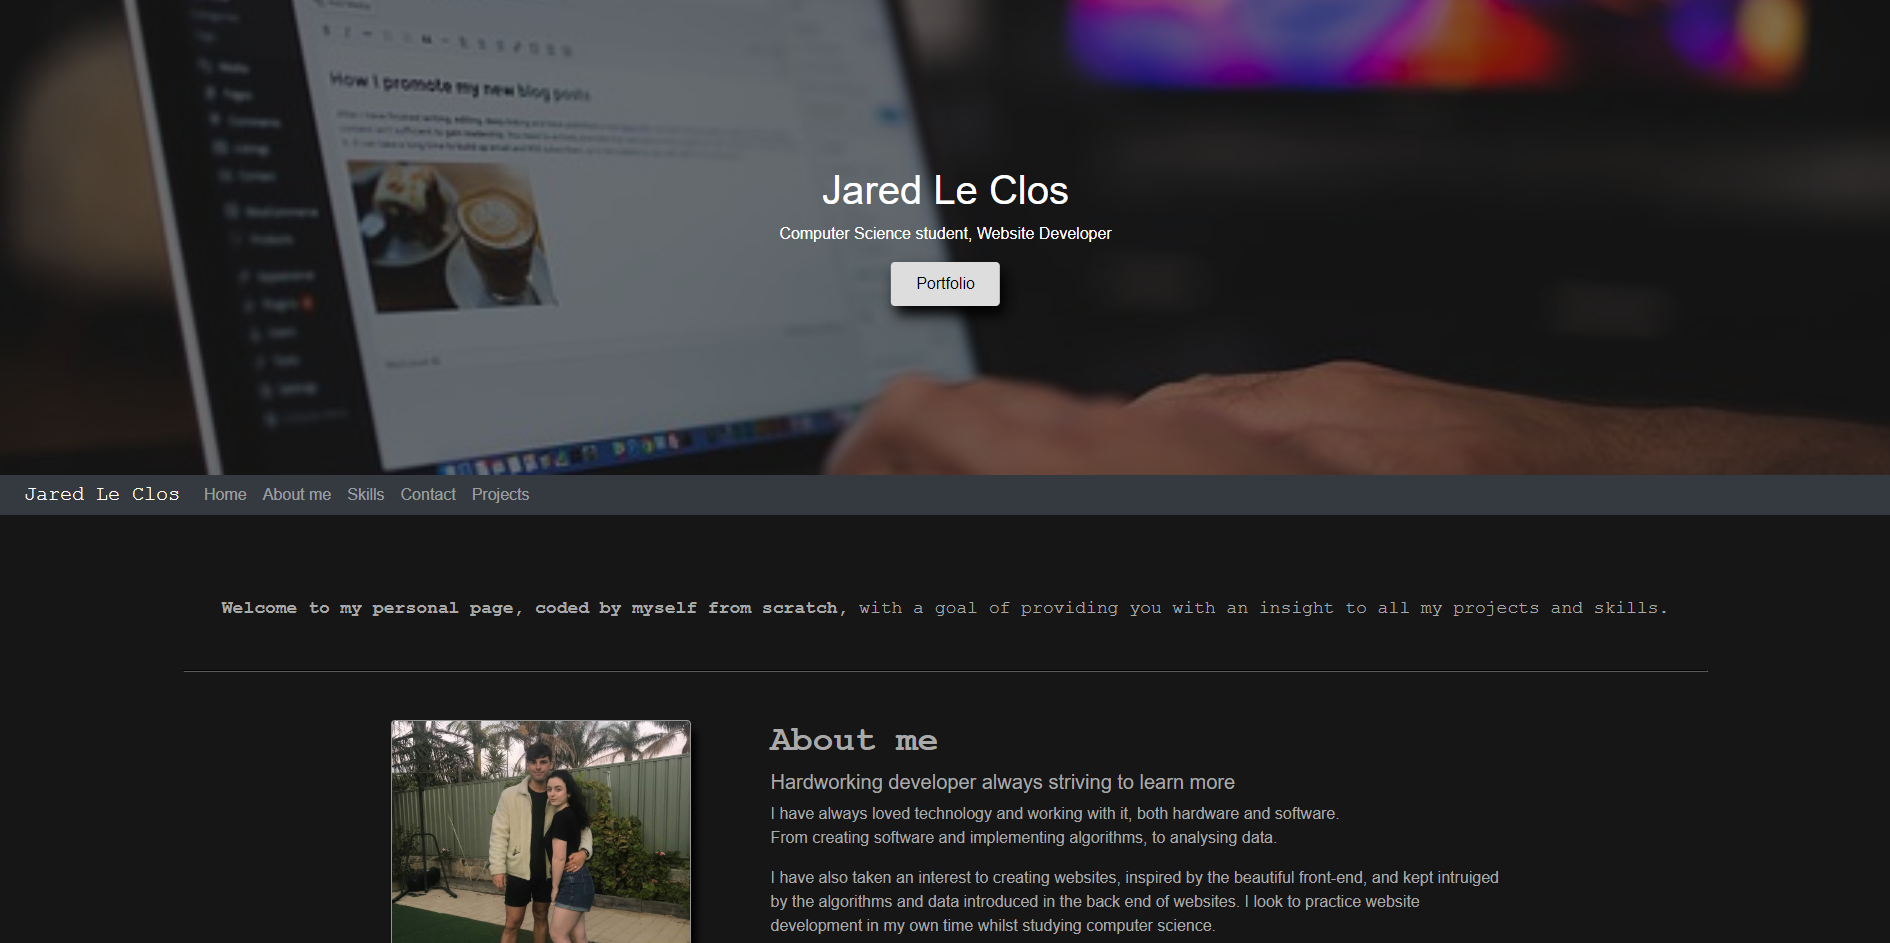 How I promote my new blog posts
Jared Le Clos
Computer Science student, Website Developer
Portfolio
Jared Le Clos Home About me Skills Contact Projects
Welcome to my personal page, coded by myself from scratch, with a goal of providing you with an insight to all my projects and skills.
About me
Hardworking developer always striving to learn more
I have always loved technology and working with it, both hardware and software.
From creating software and implementing algorithms, to analysing data.
I have also taken an interest to creating websites, inspired by the beautiful front-end, and kept intruiged
by the algorithms and data introduced in the back end of websites. I look to practice website
development in my own time whilst studying computer science.